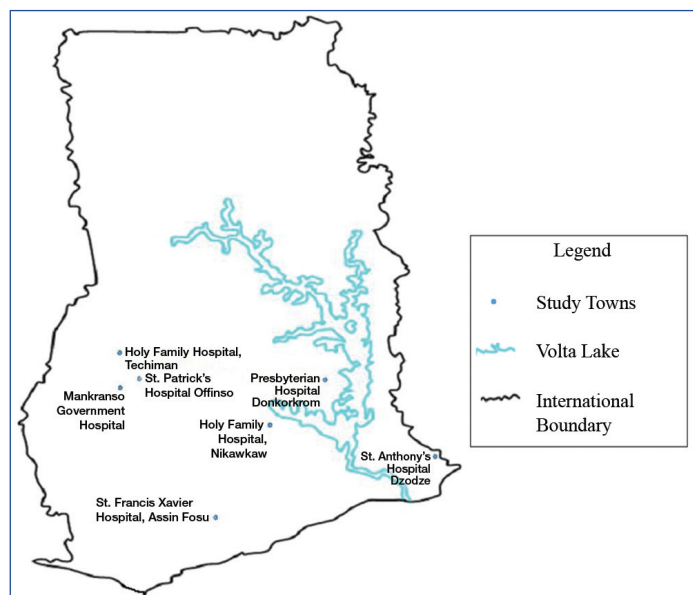 Legend
Study Towns
Volta Lake
International
Boundary
Holy Family Hospital,
Techiman
St. Patrick's
Hospital Offinso
Mankranso
Government
Hospital
Presbyterian
Hospital
Donkorkrom
Holy Family
Hospital,
Nikawkaw
St. Anthony's
Hospital
Dzodze
St. Francis Xavier
Hospital, Assin Fosu